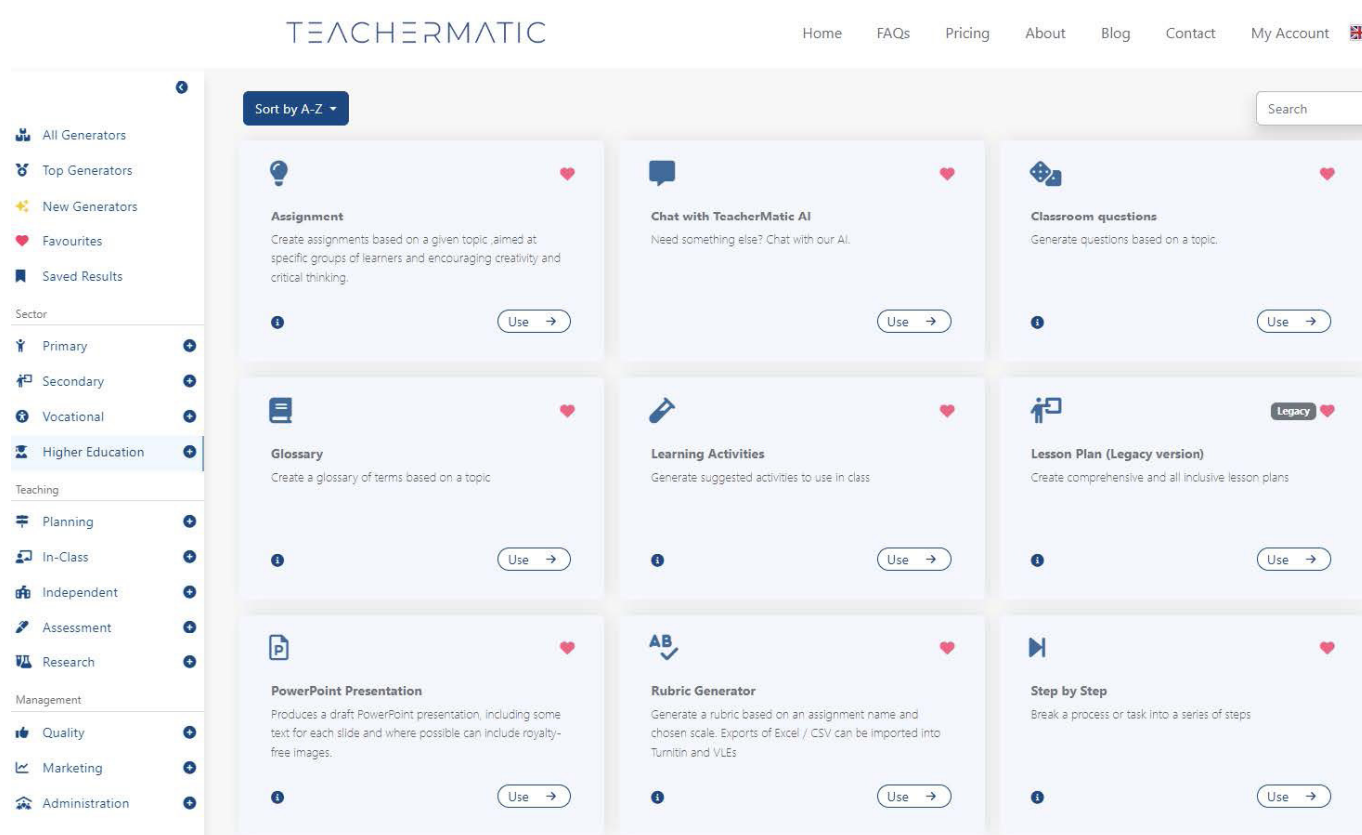 TEACHERMATIC
Home FAQs Pricing About Blog Contact My Account
Sort by A-Z
Search
All Generators
Top Generators
New Generators
Favourites
Saved Results
Sector
Primary
Secondary
Vocational
Higher Education
Teaching
Planning
In-Class
Independent
Assessment
Research
Management
Quality
Marketing
Administration
Assignment
Create assignments based on a given topic ,aimed at
specific groups of learners and encouraging creativity and
critical thinking.
Use
Chat with TeacherMatic AI
Need something else? Chat with our AI.
Use
Classroom questions
Generate questions based on a topic.
Use
Glossary
Create a glossary of terms based on a topic
Use
Learning Activities
Generate suggested activities to use in class
Use
Legacy
Lesson Plan (Legacy version)
Create comprehensive and all inclusive lesson plans
Use
P
PowerPoint Presentation
Produces a draft PowerPoint presentation, including some
text for each slide and where possible can include royalty-
free images.
Use
AB
Rubric Generator
Generate a rubric based on an assignment name and
chosen scale. Exports of Excel / CSV can be imported into
Turnitin and VLEs
Use
Step by Step
Break a process or task into a series of steps
Use